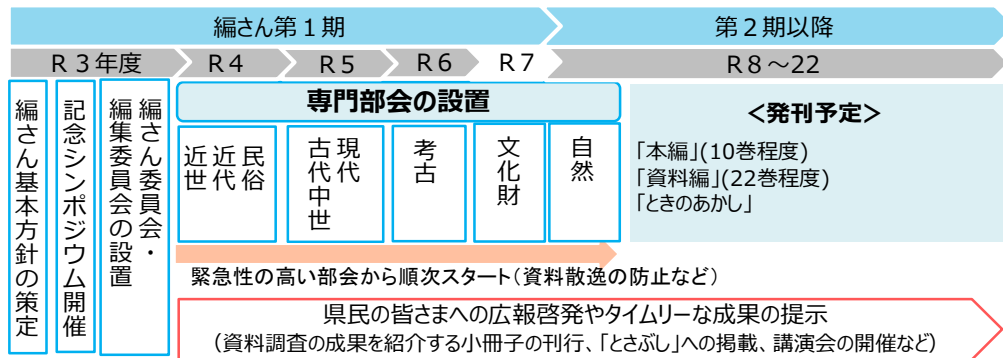 編さん第1期
第2期以降
R3年度
R4
R5
R6
R7
R8～22
編さん基本方針の策定
記念シンポジウム開催
編さん委員会・
編集委員会の設置
専門部会の設置
民俗
近代
近世
現代
古代中世
考古
文化財
自然
＜発刊予定＞
「本編」(10巻程度)
「資料編」(22巻程度)
「ときのあかし」
緊急性の高い部会から順次スタート（資料散逸の防止など）
県民の皆さまへの広報啓発やタイムリーな成果の提示
（資料調査の成果を紹介する小冊子の刊行、「とさぶし」への掲載、講演会の開催など）